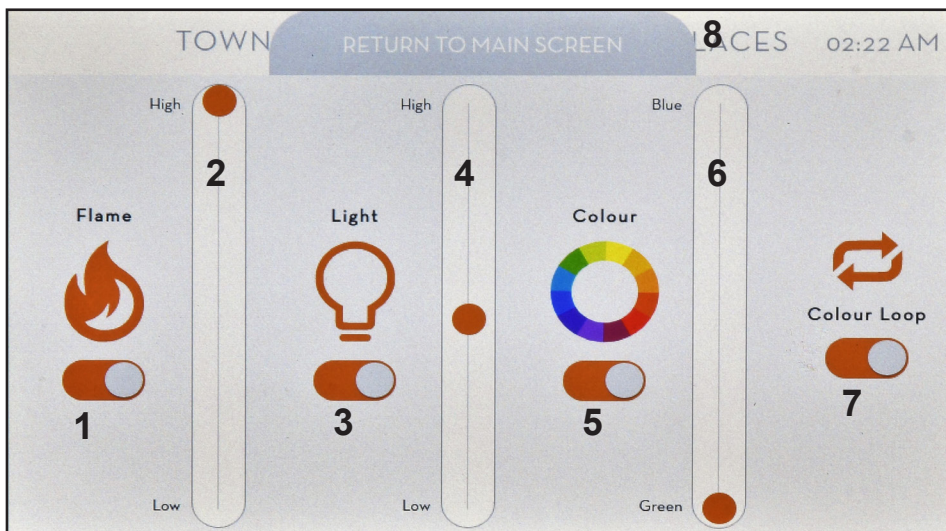 TOWN
RETURN TO MAIN SCREEN
8
LACES
02:22 AM
High
High
Blue
2
4
6
Flame
Light
Colour
Colour Loop
1
3
5
7
Low
Low
Green